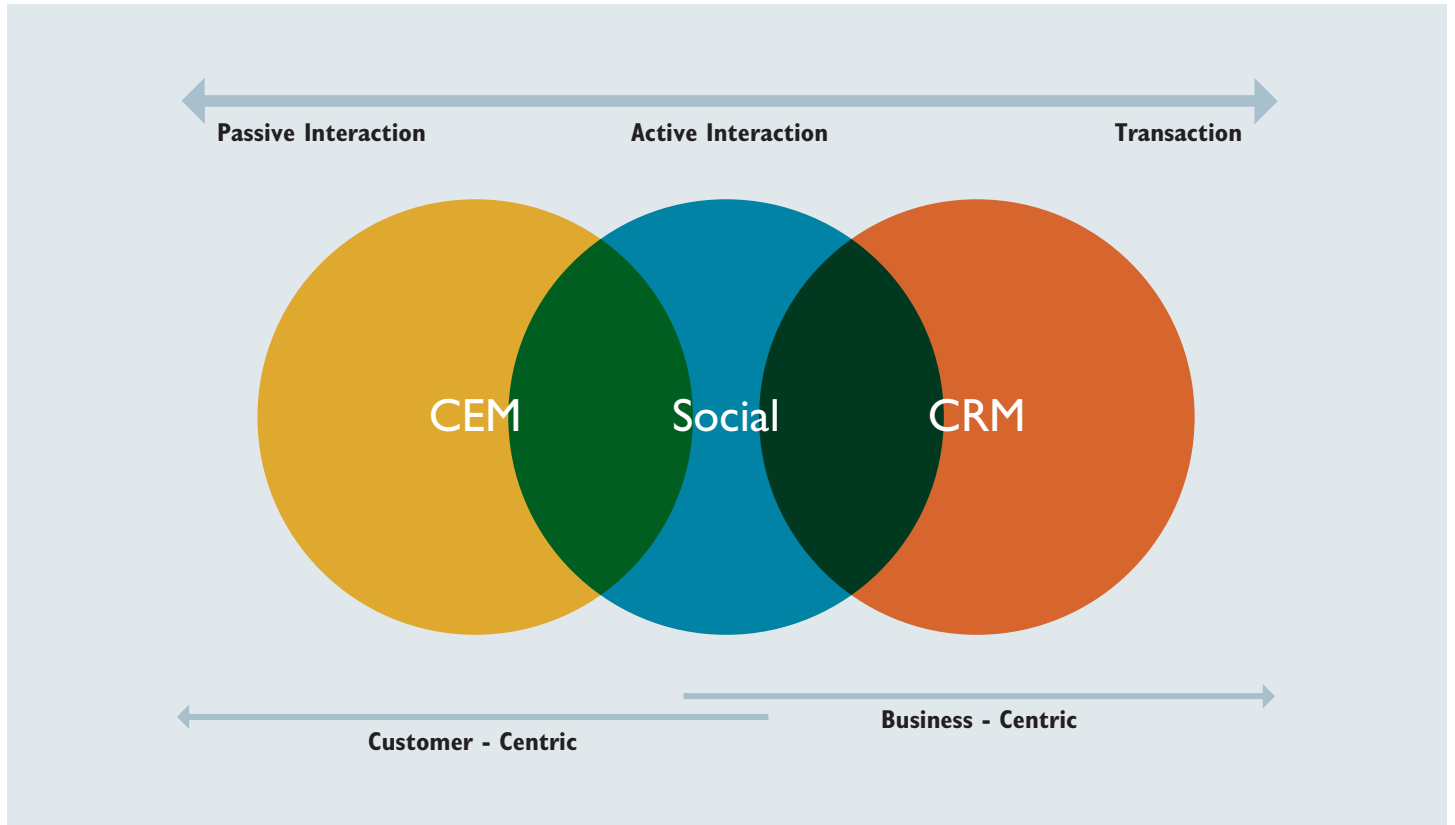 Passive Interaction Active Interaction Transaction
CEM Social CRM
Business - Centric
Customer - Centric